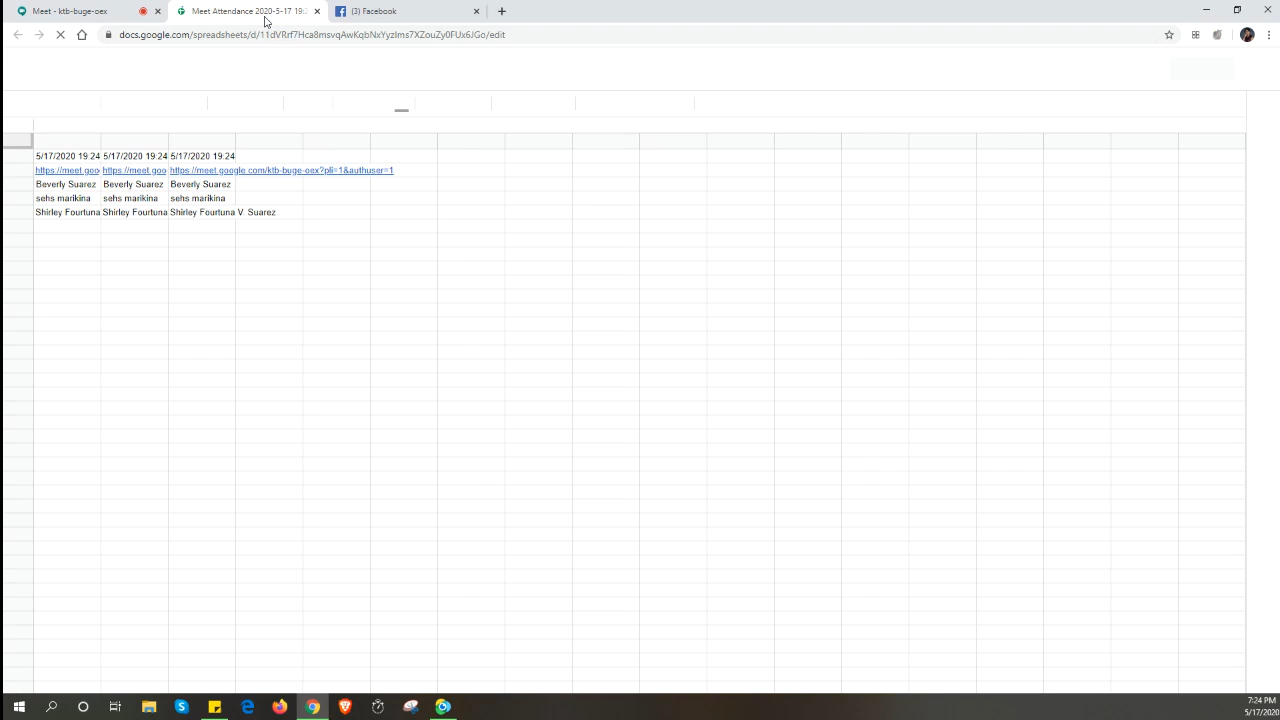 Meet - ktb-buge-oex
Meet Attendance 2020-5-17 19:2
(3) Facebook
docs.google.com/spreadsheets/d/11dVRrf7Hca8msvqAwKqbNxYyzIms7XZouZy0FUx6JGo/edit
5/17/2020 19:24 5/17/2020 19:24 5/17/2020 19:24
https://meet.goo https://meet.goo https://meet.google.com/ktb-buge-oex?pli=1&authuser=1
Beverly Suarez Beverly Suarez Beverly Suarez
sehs marikina sehs marikina sehs marikina
Shirley Fourtuna Shirley Fourtuna Shirley Fourtuna V. Suarez
7:24 PM
5/17/2020